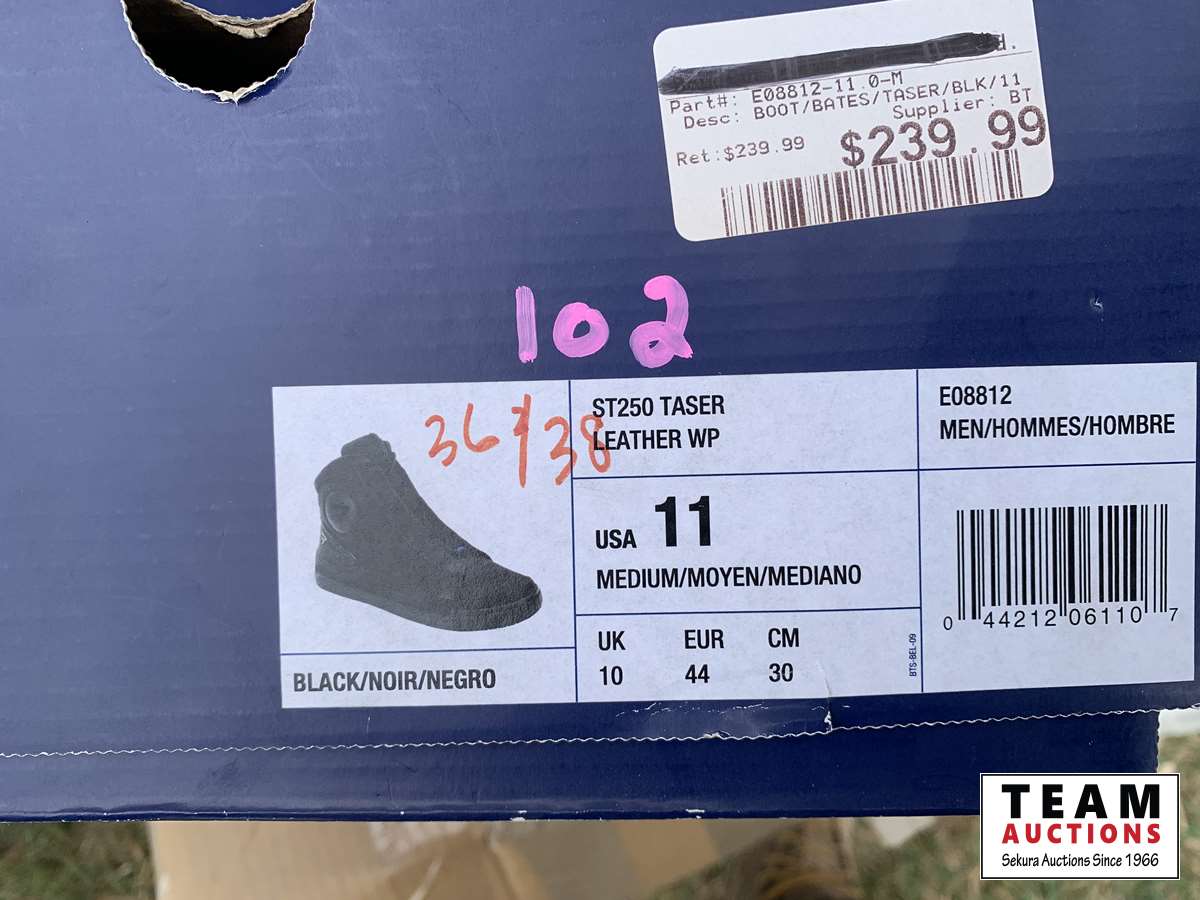 d.
Part#: E08812-11.0-M
Desc: BOOT/BATES/TASER/BLK/11
Supplier: BT
Ret:$239.99 $239.99
102
36 & 38
ST250 TASER
LEATHER WP
E08812
MEN/HOMMES/HOMBRE
USA 11
MEDIUM/MOYEN/MEDIANO
UK EUR CM
10 44 30
BTS-BEL-09
0 44212 06110 7
BLACK/NOIR/NEGRO
TEAM
AUCTIONS
Sekura Auctions Since 1966